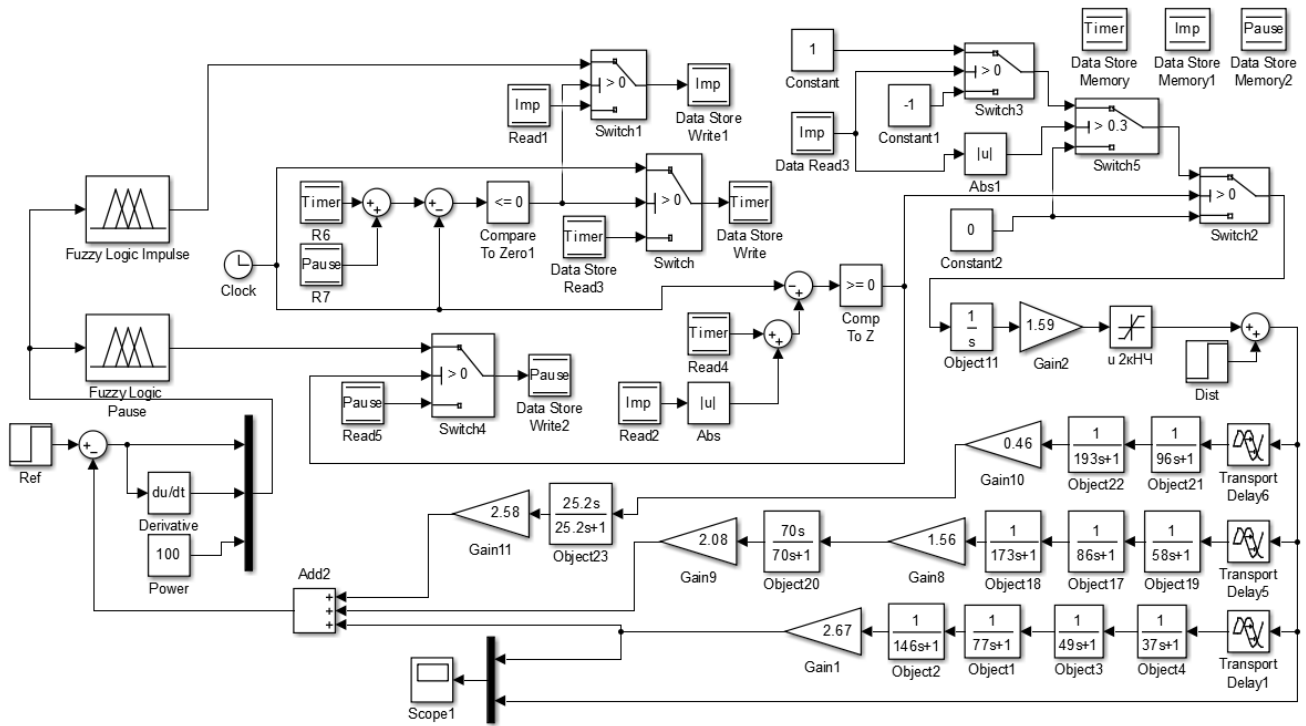 Imp
Read1
> 0
Switch1
Imp
Data Store
Write1
1
Constant
-1
Constant1
> 0
Switch3
Timer
Data Store
Memory
Imp
Data Store
Memory1
Pause
Data Store
Memory2
Imp
Data Read3
|u|
Abs1
> 0.3
Switch5
> 0
Switch2
0
Constant2
Fuzzy Logic Impulse
Timer
R6
Pause
R7
Clock
<= 0
Compare
To Zero1
Timer
Data Store
Read3
> 0
Switch
Timer
Data Store
Write
>= 0
Comp
To Z
Timer
Read4
Imp
Read2
|u|
Abs
1
s
Object11
1.59
Gain2
и 2кНЧ
Dist
Fuzzy Logic
Pause
Pause
Read5
> 0
Switch4
Pause
Data Store
Write2
Ref
du/dt
Derivative
100
Power
0.46
Gain10
1
193s+1
Object22
1
96s+1
Object21
Transport
Delay6
2.58
Gain11
25.2s
25.2s+1
Object23
2.08
Gain9
70s
70s+1
Object20
1.56
Gain8
1
173s+1
Object18
1
86s+1
Object17
1
58s+1
Object19
Transport
Delay5
Add2
2.67
Gain1
1
146s+1
Object2
1
77s+1
Object1
1
49s+1
Object3
1
37s+1
Object4
Transport
Delay1
Scope1